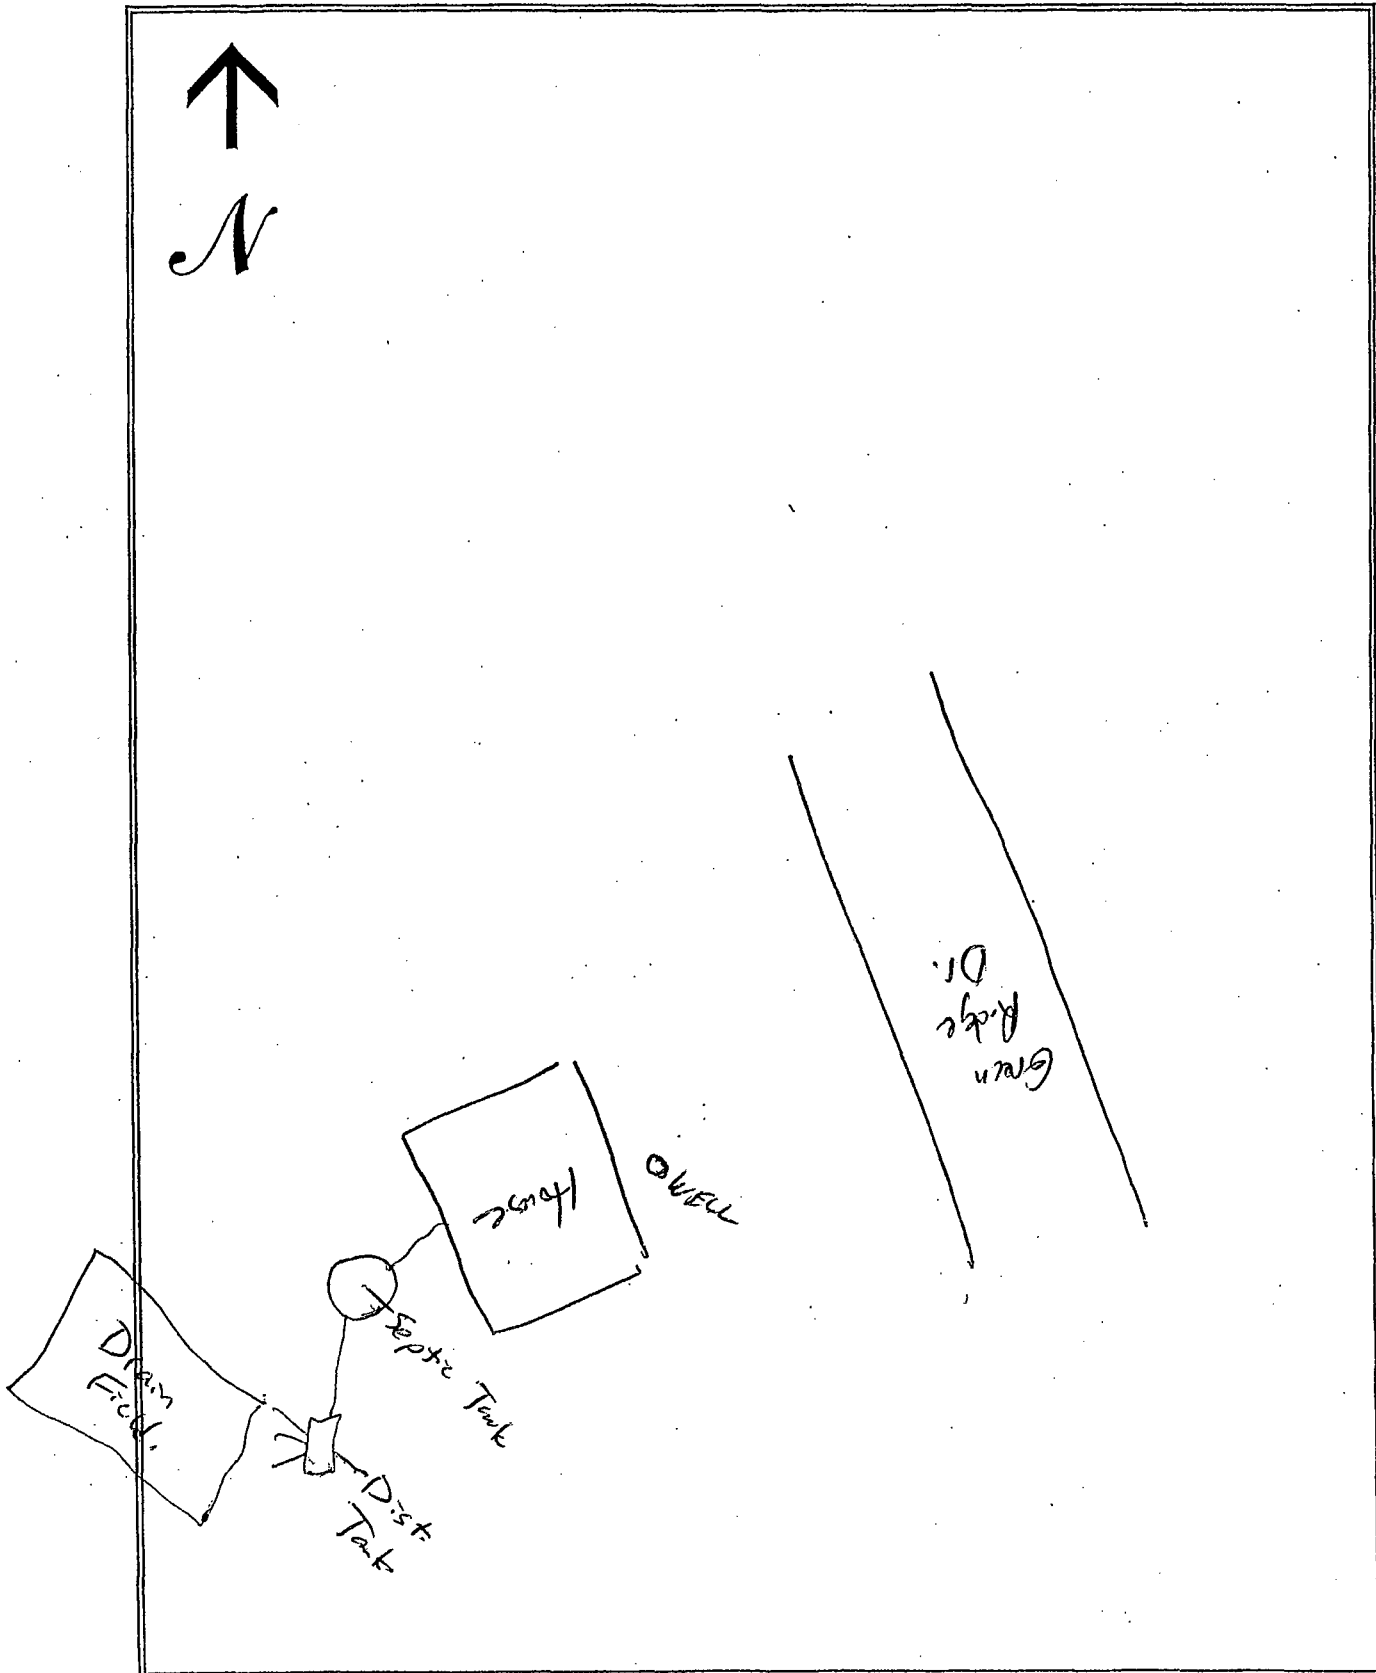 N
Green
Ridge
Dr.
House
WELL
Septic Tank
Drain
Field.
Dist.
Tank